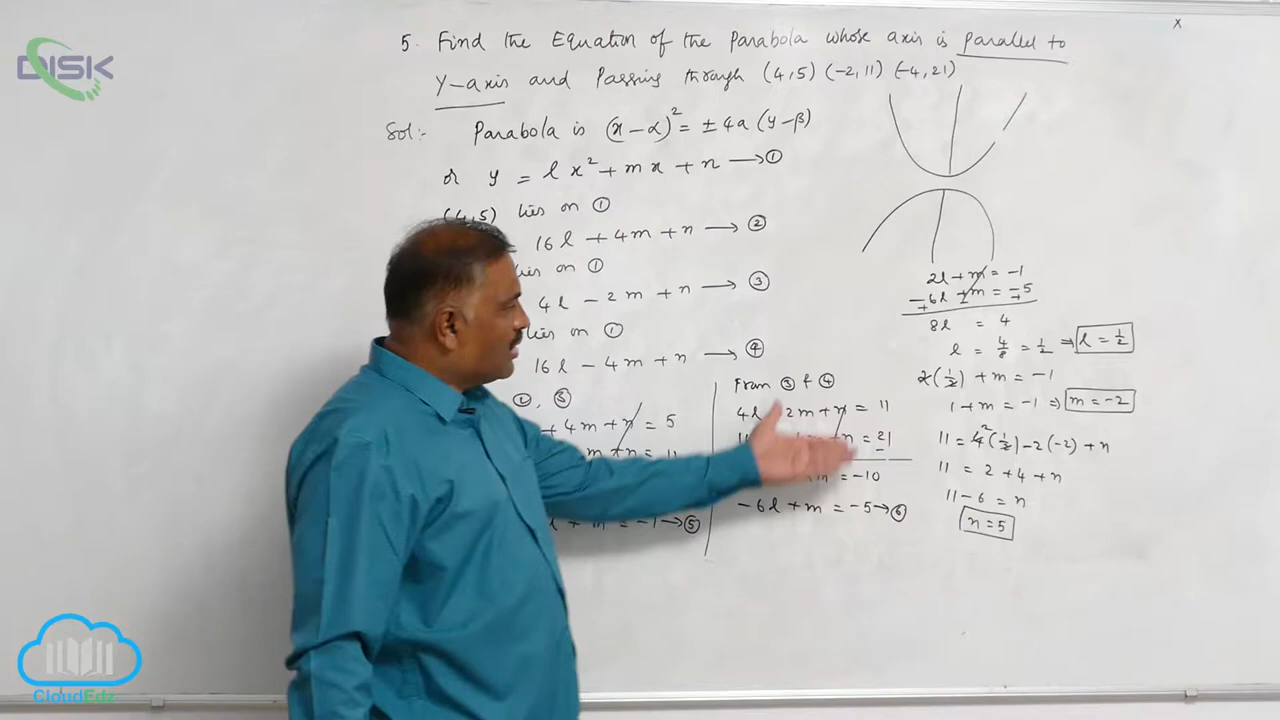 DISK
x
5. Find the Equation of the Parabola whose axis is parallel to
Y-axis and Passing through (4,5) (-2,11) (-4,21)
Sol:- Parabola is (x-α)² = ±4a(y-β)
or y = lx² + mx + n → ①
(4,5) lies on ①
16l + 4m + n → ②
lies on ①
4l - 2m + n → ③
lies on ①
16l - 4m + n → ④
①, ③
+ 4m + n = 5
m + n = 11
l + m = -1 → ⑤
From ③ & ④
4l 2m + n = 11
m + n = 21
-
m = -10
-6l + m = -5 → ⑥
2l + m = -1
-6l + m = -5
+ - +
8l = 4
l = 4/8 = 1/2 ⇒ l = 1/2
2(1/2) + m = -1
1 + m = -1 ⇒ m = -2
11 = 4²(1/2) - 2(-2) + n
11 = 2 + 4 + n
11 - 6 = n
n = 5
CloudEdz